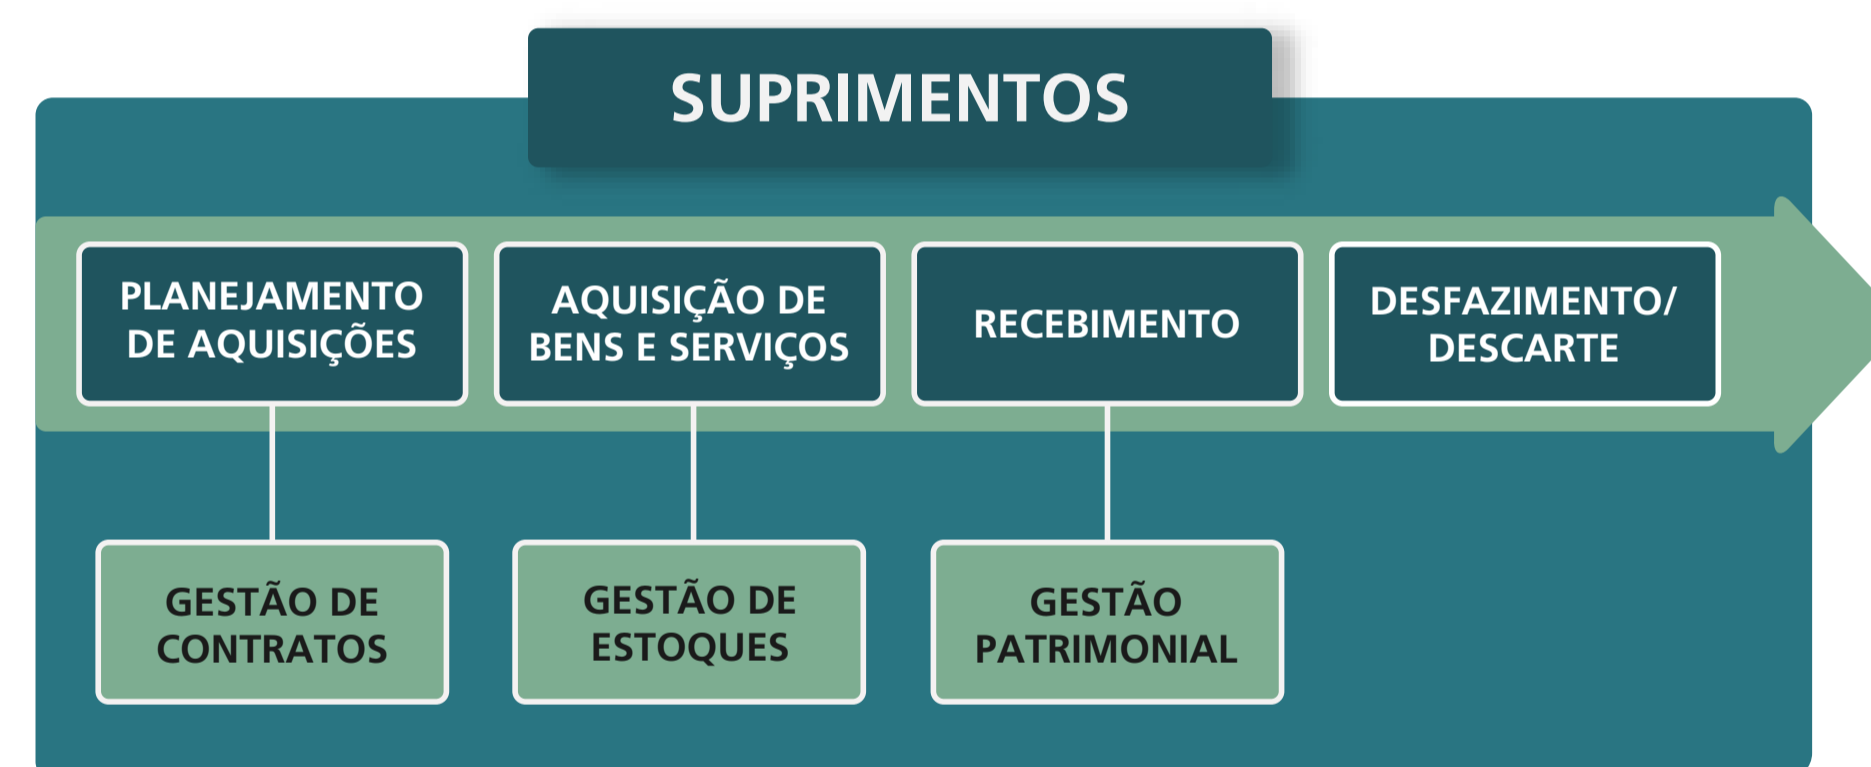 SUPRIMENTOS
PLANEJAMENTO
DE AQUISIÇÕES
AQUISIÇÃO DE
BENS E SERVIÇOS
RECEBIMENTO
DESFAZIMENTO/
DESCARTE
GESTÃO DE
CONTRATOS
GESTÃO DE
ESTOQUES
GESTÃO
PATRIMONIAL